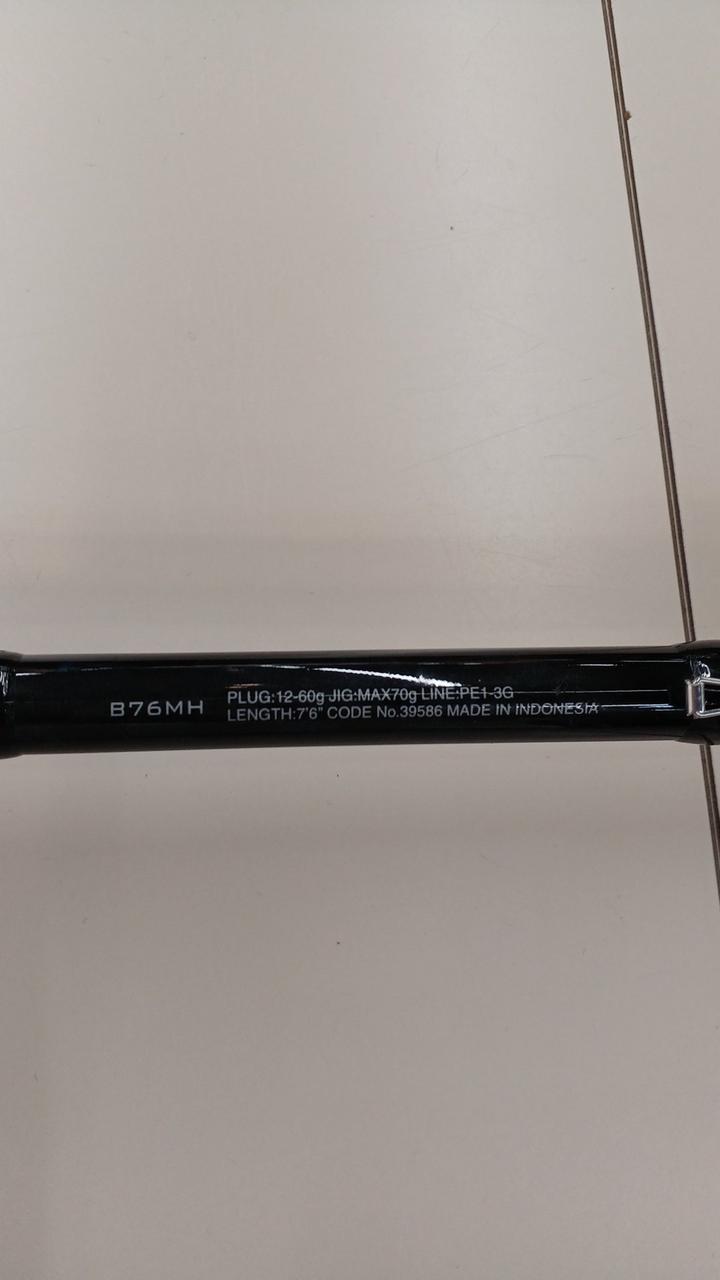 B76MH
PLUG:12-60g JIG:MAX70g LINE:PE1-3G
LENGTH:7'6" CODE No.39586 MADE IN INDONESIA